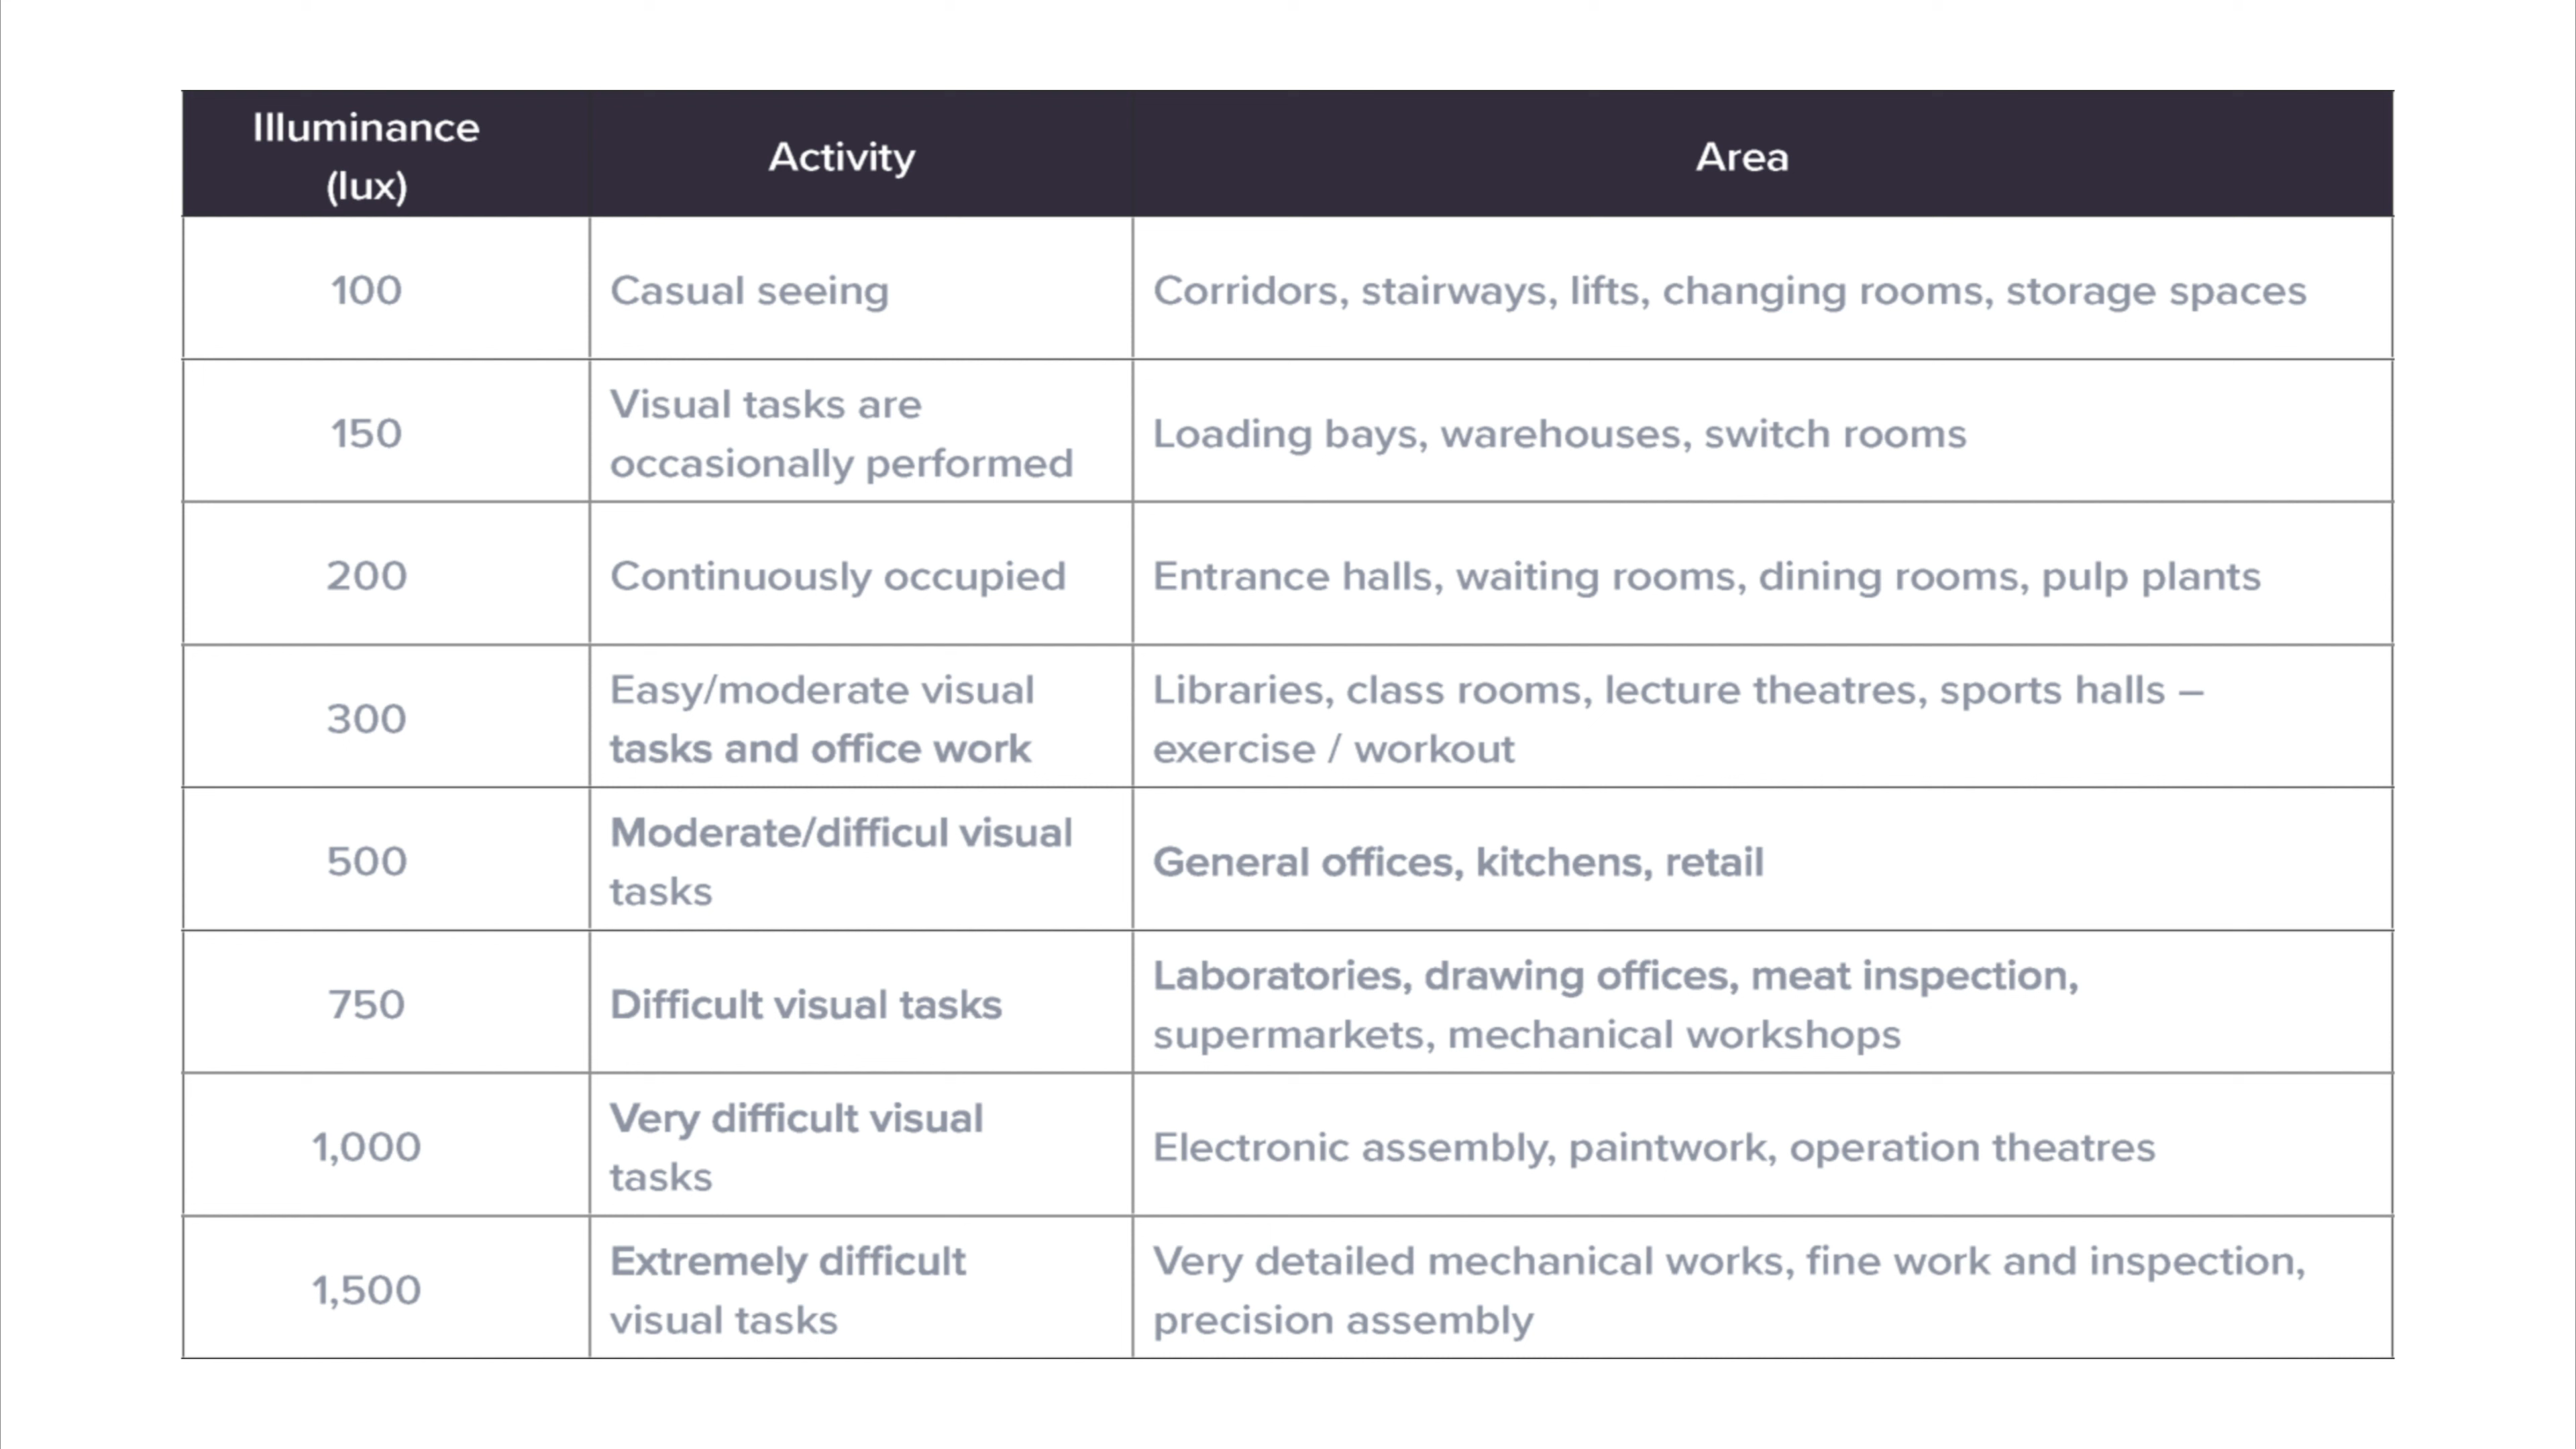 Illuminance
(lux)
Activity
Area
100
Casual seeing
Corridors, stairways, lifts, changing rooms, storage spaces
150
Visual tasks are
occasionally performed
Loading bays, warehouses, switch rooms
200
Continuously occupied
Entrance halls, waiting rooms, dining rooms, pulp plants
300
Easy/moderate visual
tasks and office work
Libraries, class rooms, lecture theatres, sports halls –
exercise / workout
500
Moderate/difficul visual
tasks
General offices, kitchens, retail
750
Difficult visual tasks
Laboratories, drawing offices, meat inspection,
supermarkets, mechanical workshops
1,000
Very difficult visual
tasks
Electronic assembly, paintwork, operation theatres
1,500
Extremely difficult
visual tasks
Very detailed mechanical works, fine work and inspection,
precision assembly